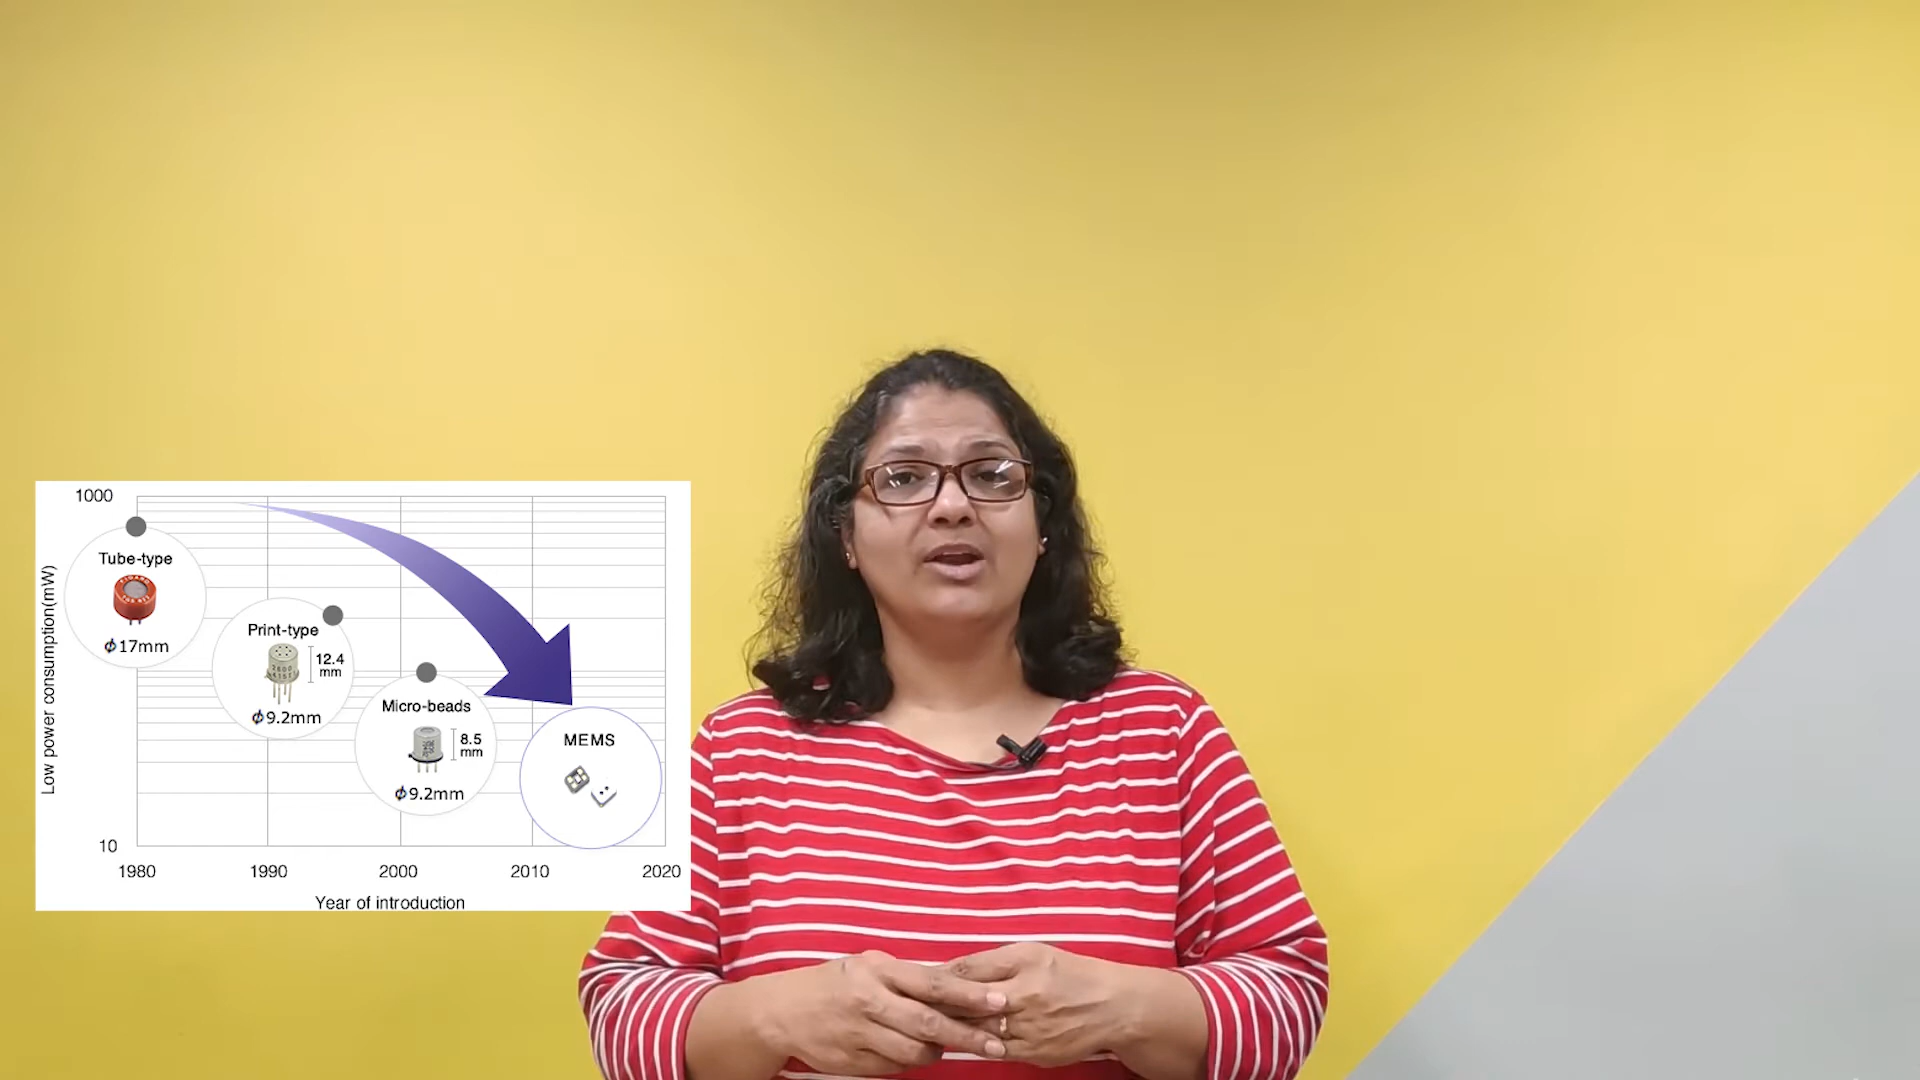 1000
Tube-type
ϕ17mm
Print-type
12.4
mm
ϕ9.2mm
Micro-beads
8.5
mm
ϕ9.2mm
MEMS
Low power consumption(mW)
10
1980 1990 2000 2010 2020
Year of introduction